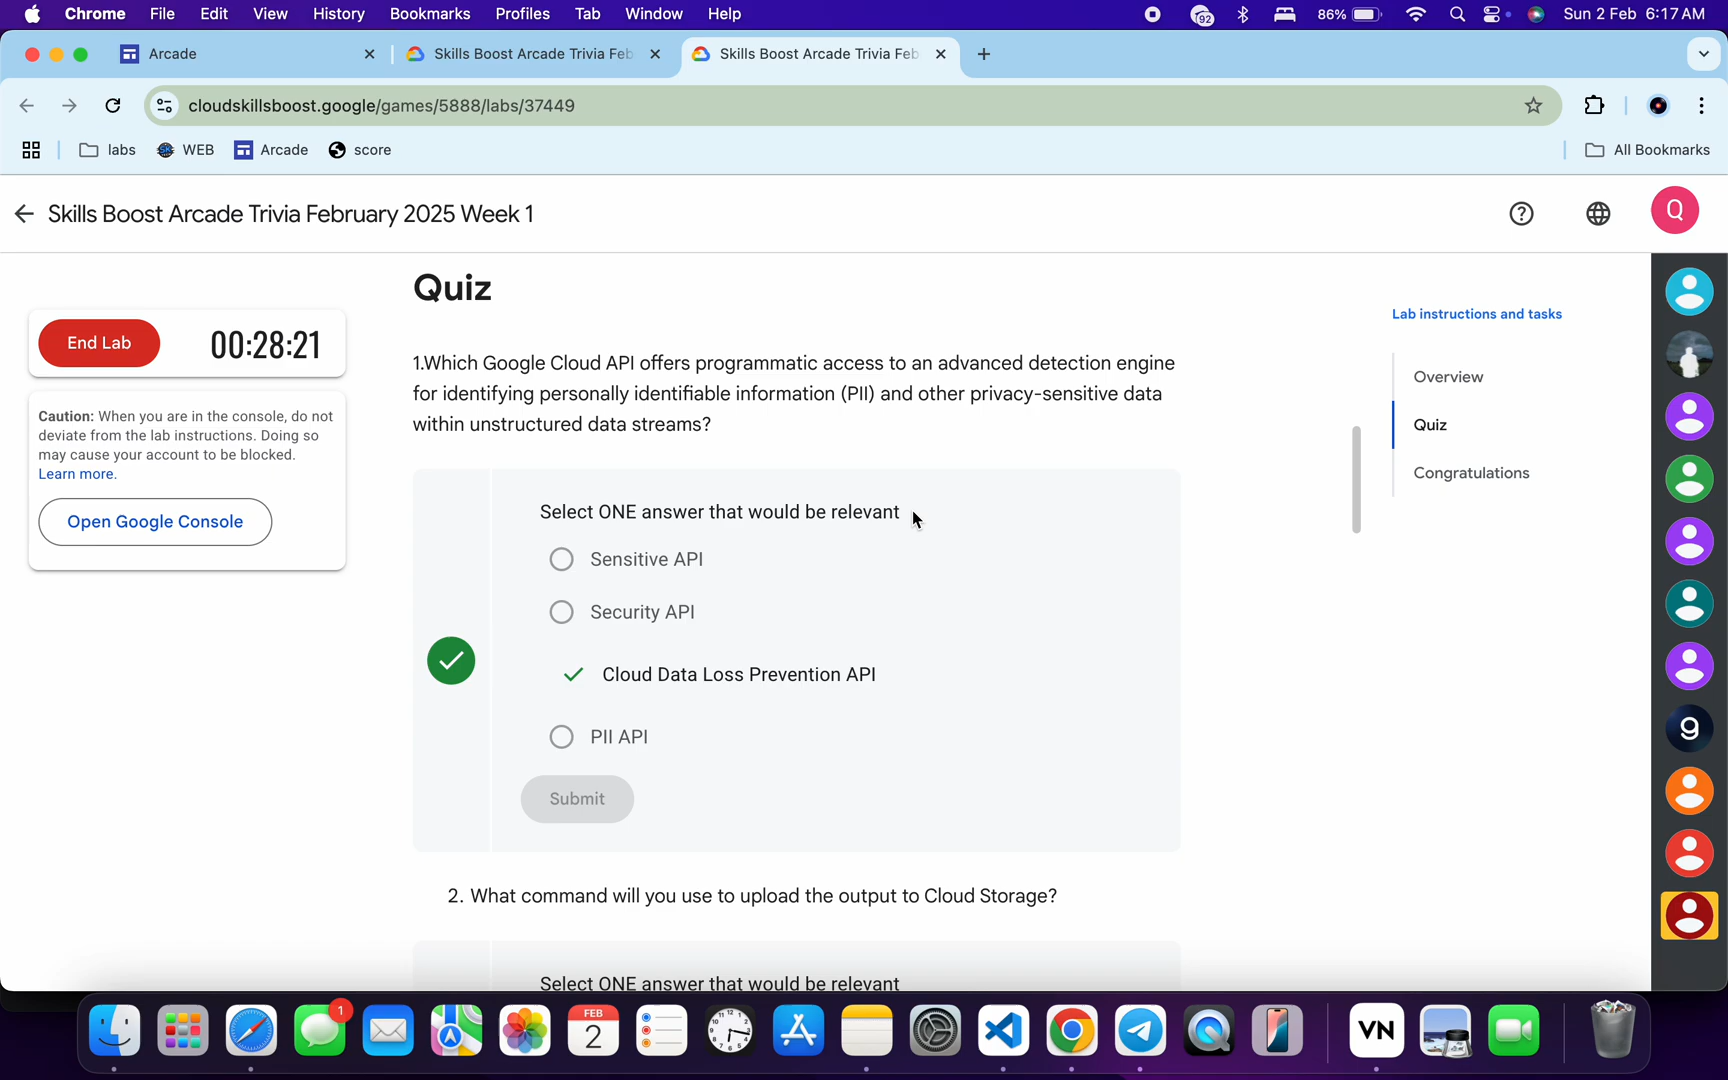 Chrome File Edit View History Bookmarks Profiles Tab Window Help 92 86% Sun 2 Feb 6:17 AM
Arcade Skills Boost Arcade Trivia Feb Skills Boost Arcade Trivia Feb
cloudskillsboost.google/games/5888/labs/37449
labs WEB Arcade score All Bookmarks
Skills Boost Arcade Trivia February 2025 Week 1 Q
Quiz
End Lab 00:28:21
Caution: When you are in the console, do not
deviate from the lab instructions. Doing so
may cause your account to be blocked.
Learn more.
Open Google Console
1.Which Google Cloud API offers programmatic access to an advanced detection engine
for identifying personally identifiable information (PII) and other privacy-sensitive data
within unstructured data streams?
Select ONE answer that would be relevant
Sensitive API
Security API
Cloud Data Loss Prevention API
PII API
Submit
2. What command will you use to upload the output to Cloud Storage?
Select ONE answer that would be relevant
Lab instructions and tasks
Overview
Quiz
Congratulations
g
1
FEB
2
VN